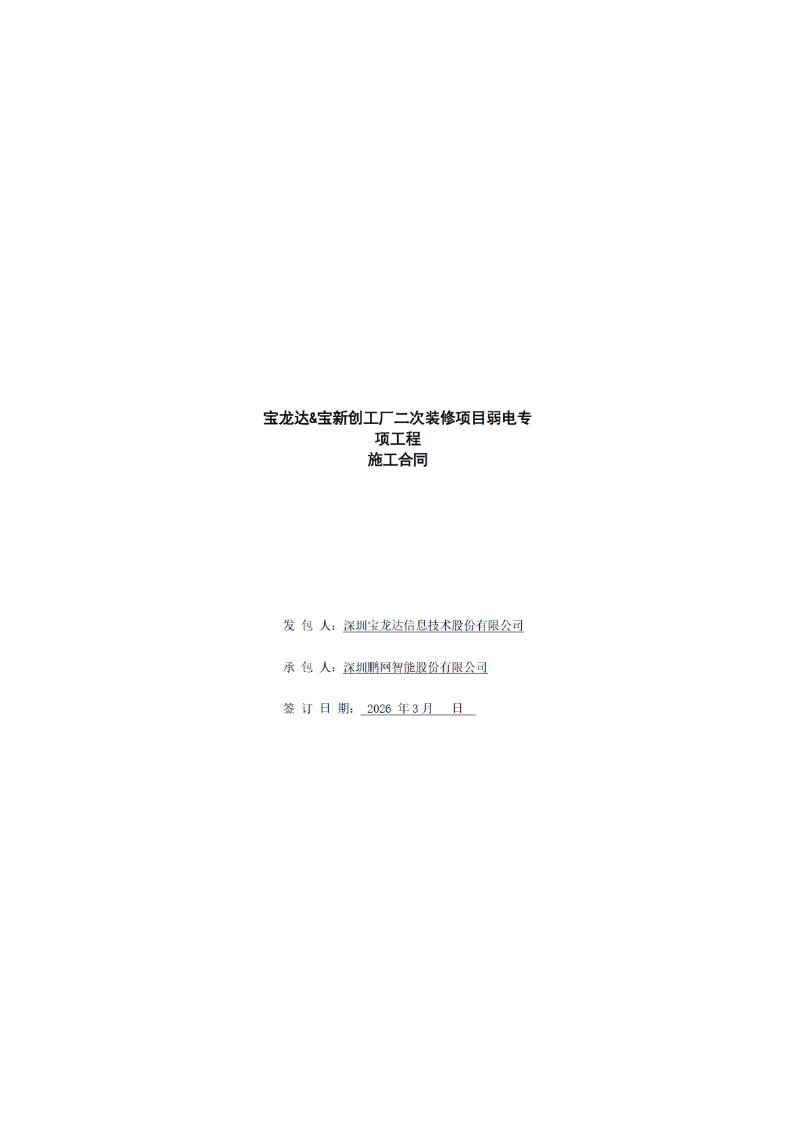 宝龙达&宝新创工厂二次装修项目弱电专
项工程
施工合同
发 包 人：深圳宝龙达信息技术股份有限公司
承 包 人：深圳鹏网智能股份有限公司
签 订 日 期： 2026 年 3 月 日